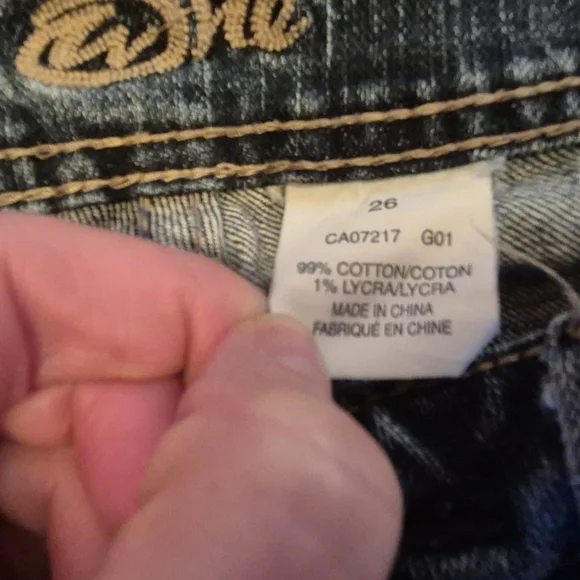 26
CA07217 G01
99% COTTON/COTON
1% LYCRA/LYCRA
MADE IN CHINA
FABRIQUÉ EN CHINE